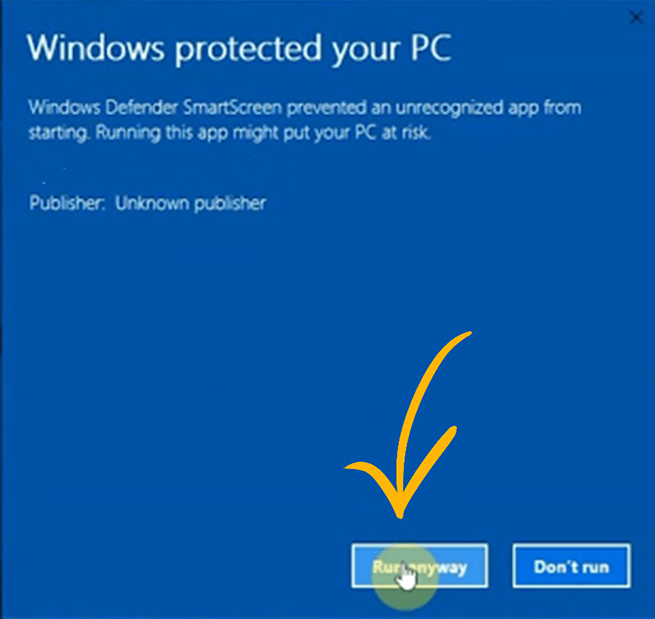 Windows protected your PC
Windows Defender SmartScreen prevented an unrecognized app from
starting. Running this app might put your PC at risk.
Publisher: Unknown publisher
Run anyway
Don't run